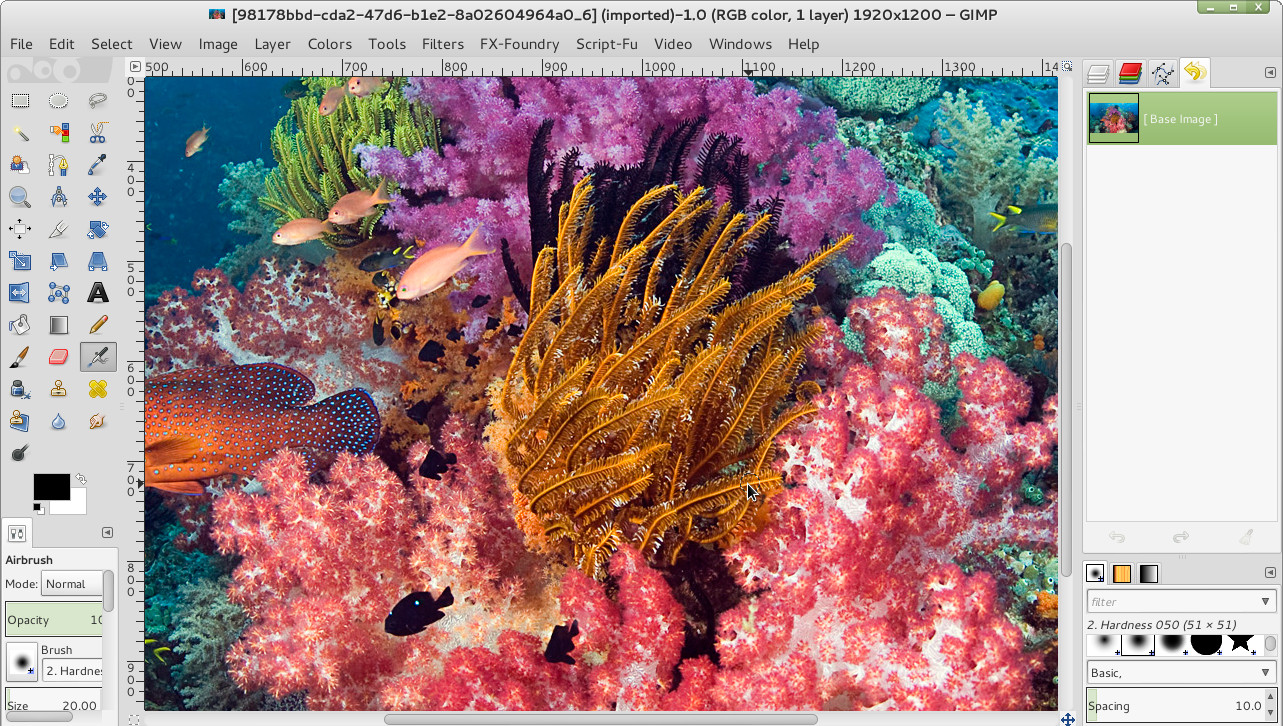 [98178bbd-cda2-47d6-b1e2-8a02604964a0_6] (imported)-1.0 (RGB color, 1 layer) 1920x1200 – GIMP
File Edit Select View Image Layer Colors Tools Filters FX-Foundry Script-Fu Video Windows Help
500 600 700 800 900 1000 1100 1200 1300 14
0
400
500
600
700
800
900
[ Base Image ]
Airbrush
Mode: Normal
Opacity 10
Brush
2. Hardnes
Size 20.00
filter
2. Hardness 050 (51 × 51)
Basic,
Spacing 10.0